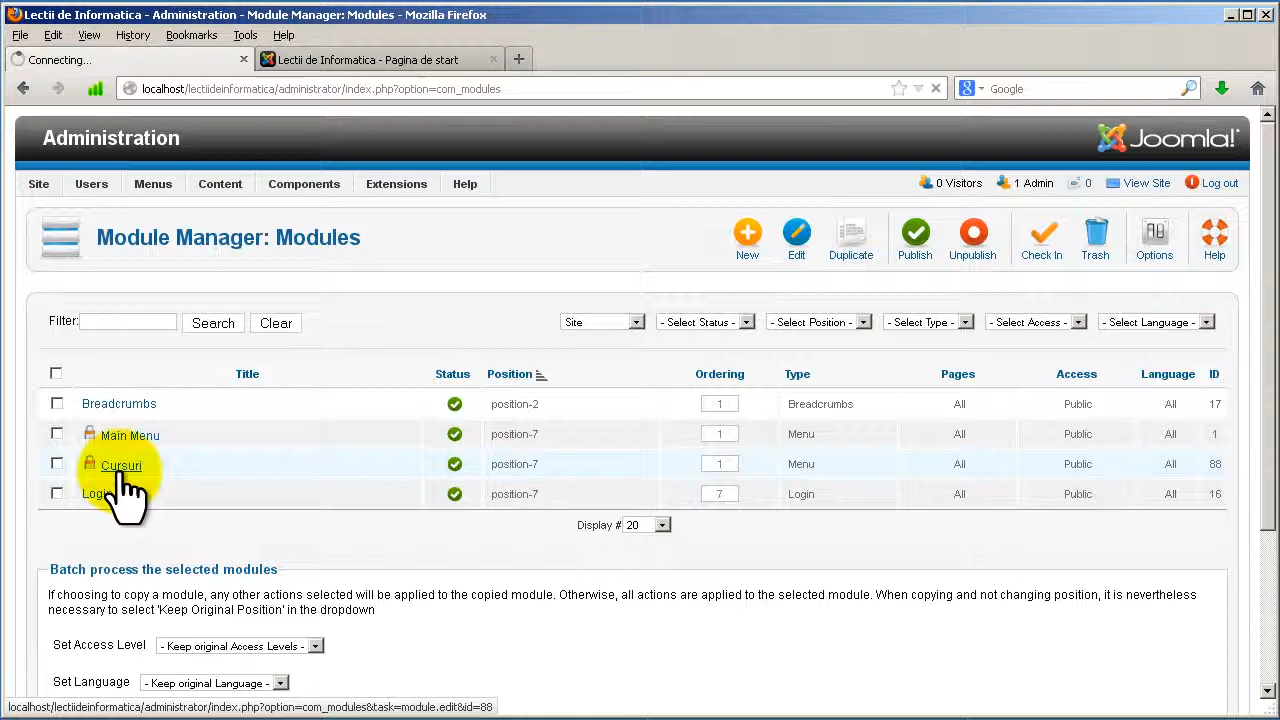 Lectii de Informatica - Administration - Module Manager: Modules - Mozilla Firefox
File Edit View History Bookmarks Tools Help
Connecting... Lectii de Informatica - Pagina de start
localhost/lectiideinformatica/administrator/index.php?option=com_modules Google
Administration Joomla!
Site Users Menus Content Components Extensions Help 0 Visitors 1 Admin 0 View Site Log out
Module Manager: Modules New Edit Duplicate Publish Unpublish Check In Trash Options Help
Filter: Search Clear Site - Select Status - - Select Position - - Select Type - - Select Access - - Select Language -
Title Status Position Ordering Type Pages Access Language ID
Breadcrumbs position-2 1 Breadcrumbs All Public All 17
Main Menu position-7 1 Menu All Public All 1
Cursuri position-7 1 Menu All Public All 88
position-7 7 Login All Public All 16
Display # 20
Batch process the selected modules
If choosing to copy a module, any other actions selected will be applied to the copied module. Otherwise, all actions are applied to the selected module. When copying and not changing position, it is nevertheless
necessary to select 'Keep Original Position' in the dropdown
Set Access Level - Keep original Access Levels -
Set Language - Keep original Language -
localhost/lectiideinformatica/administrator/index.php?option=com_modules&task=module.edit&id=88